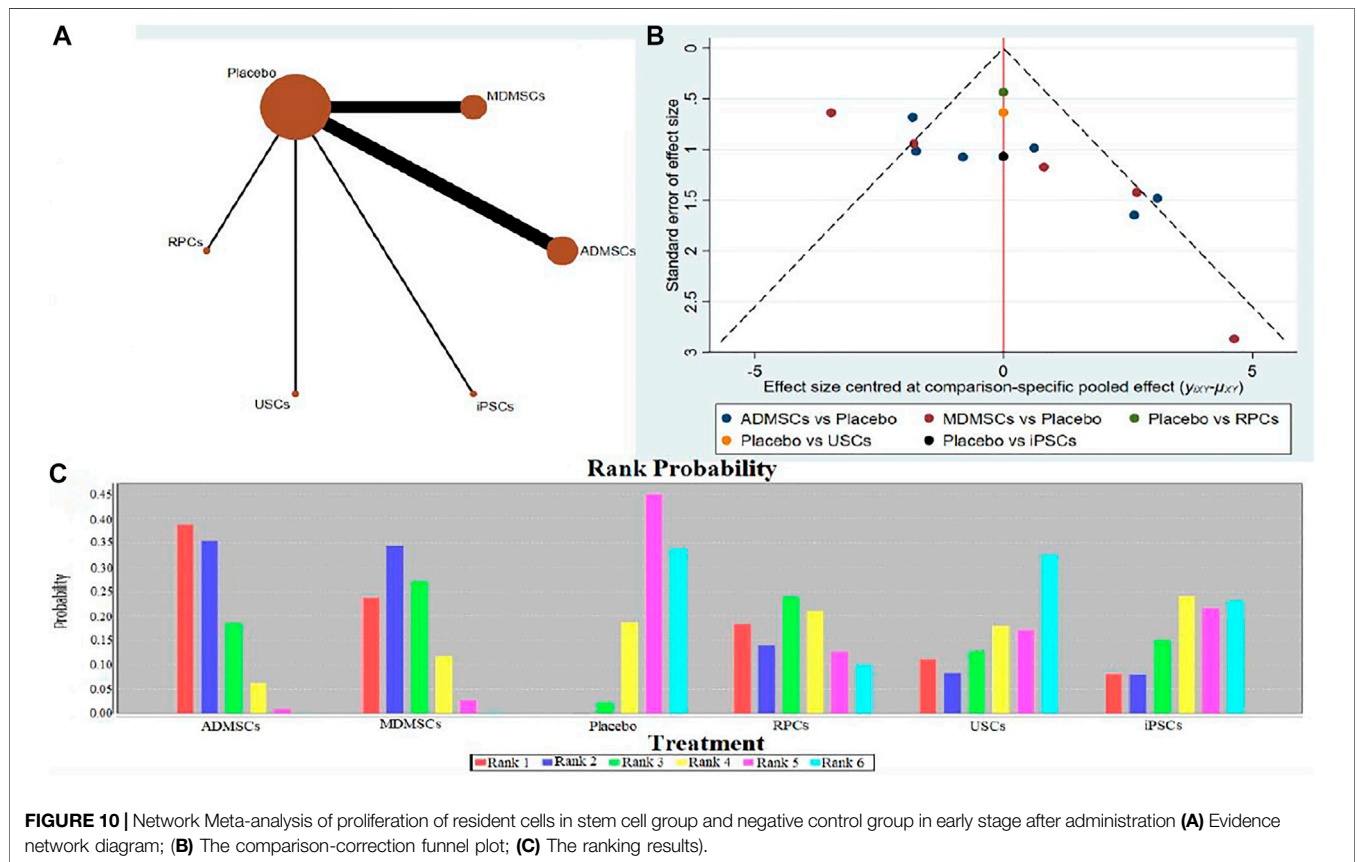 A
Placebo
MDMSCs
ADMSCs
RPCs
USCs
iPSCs
B
Standard error of effect size
0
.5
1
1.5
2
2.5
3
-5
0
5
Effect size centred at comparison-specific pooled effect (yiXY-μXY)
ADMSCs vs Placebo
MDMSCs vs Placebo
Placebo vs RPCs
Placebo vs USCs
Placebo vs iPSCs
C
Rank Probability
Probability
0.45
0.40
0.35
0.30
0.25
0.20
0.15
0.10
0.05
0.00
ADMSCs
MDMSCs
Placebo
RPCs
USCs
iPSCs
Treatment
Rank 1 Rank 2 Rank 3 Rank 4 Rank 5 Rank 6
FIGURE 10 | Network Meta-analysis of proliferation of resident cells in stem cell group and negative control group in early stage after administration (A) Evidence
network diagram; (B) The comparison-correction funnel plot; (C) The ranking results).